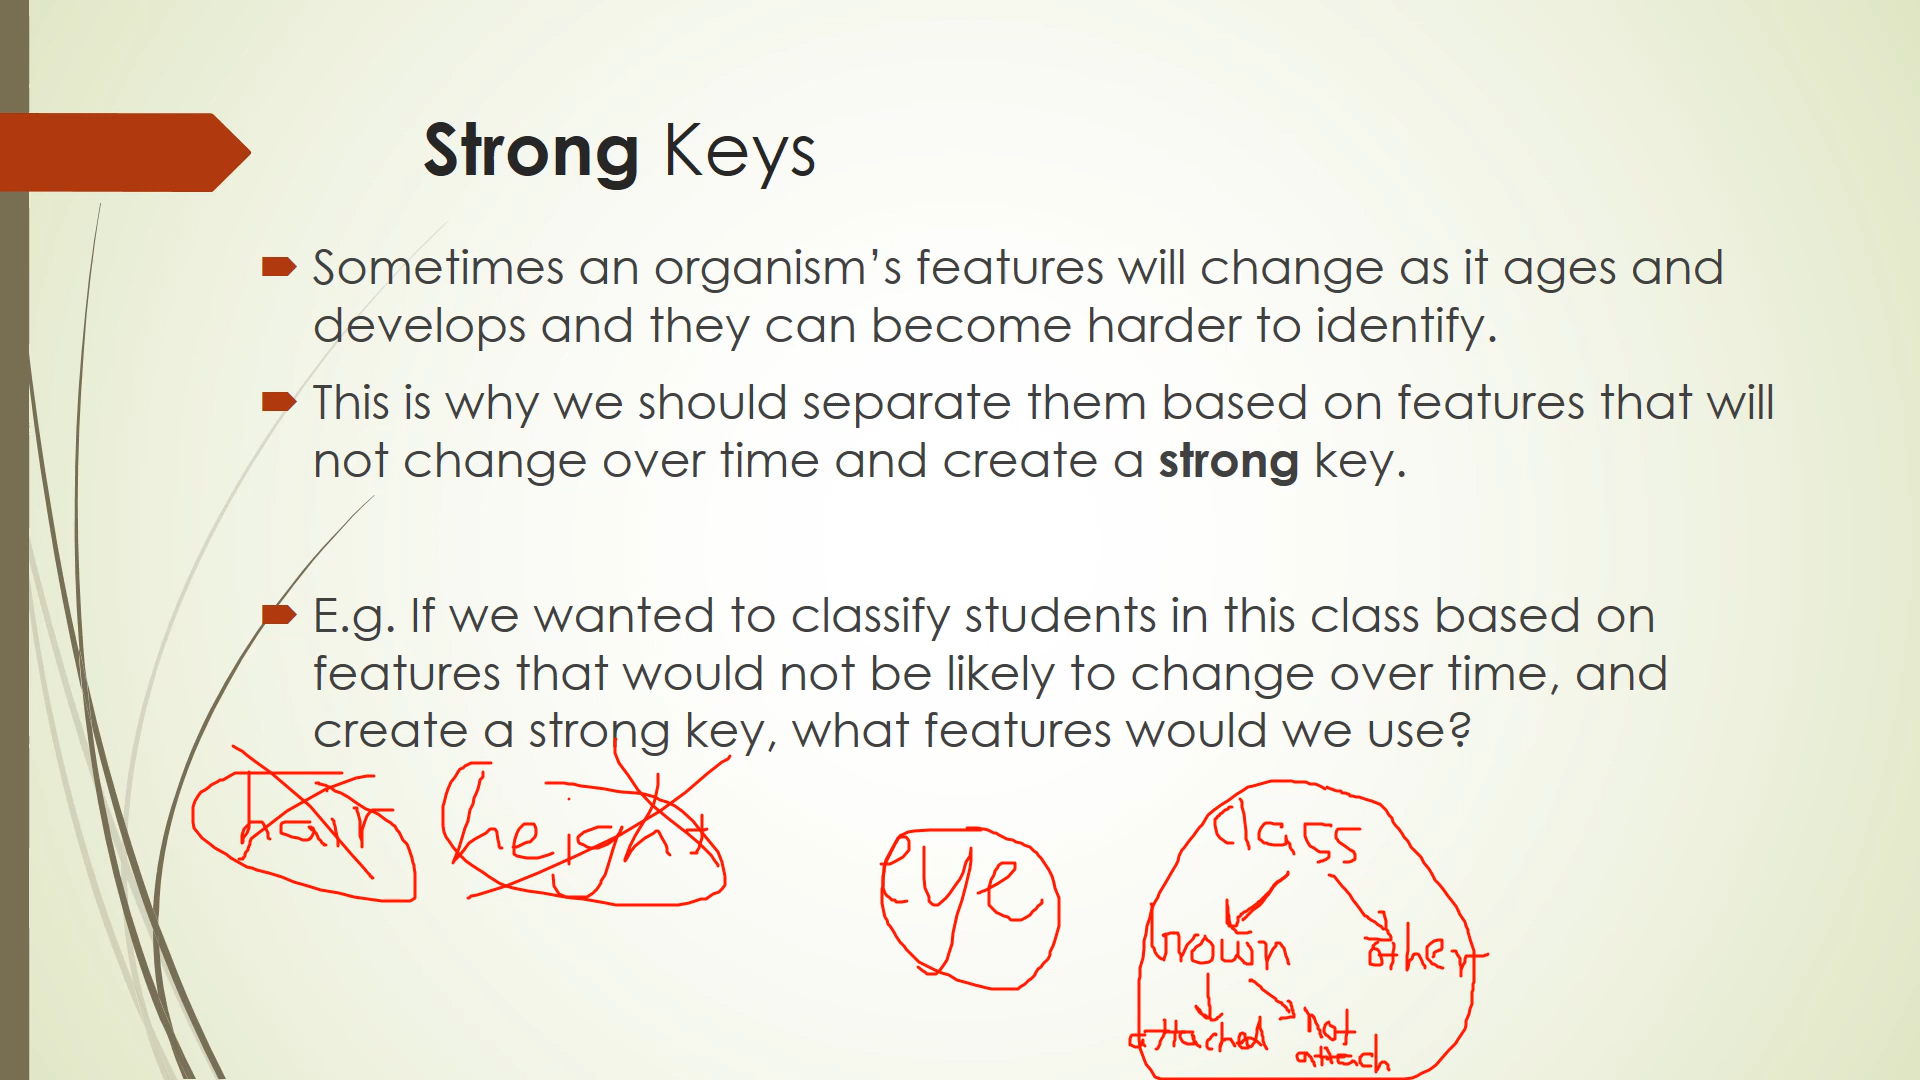 Strong Keys
Sometimes an organism’s features will change as it ages and
develops and they can become harder to identify.
This is why we should separate them based on features that will
not change over time and create a strong key.
E.g. If we wanted to classify students in this class based on
features that would not be likely to change over time, and
create a strong key, what features would we use?
hair height eye
class
brown other
attached not
attach